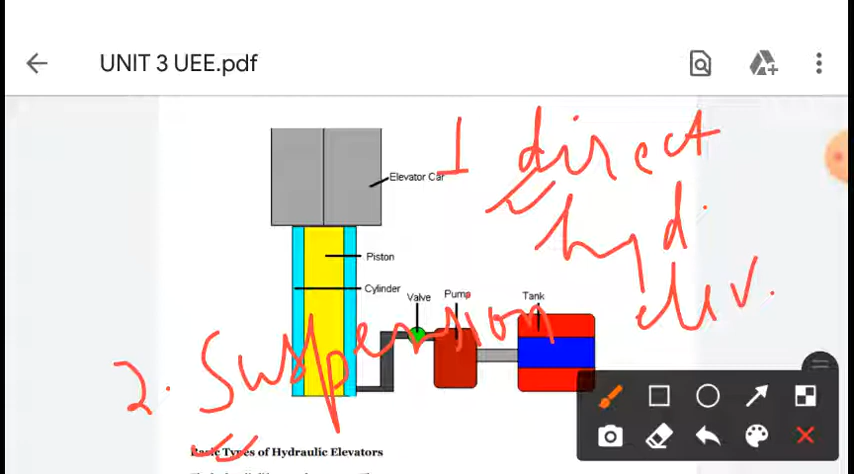 UNIT 3 UEE.pdf
1 direct
Elevator Car
hyd.
Piston
Cylinder
Valve
Pump
Tank
elev.
2. Suspension
Basic Types of Hydraulic Elevators